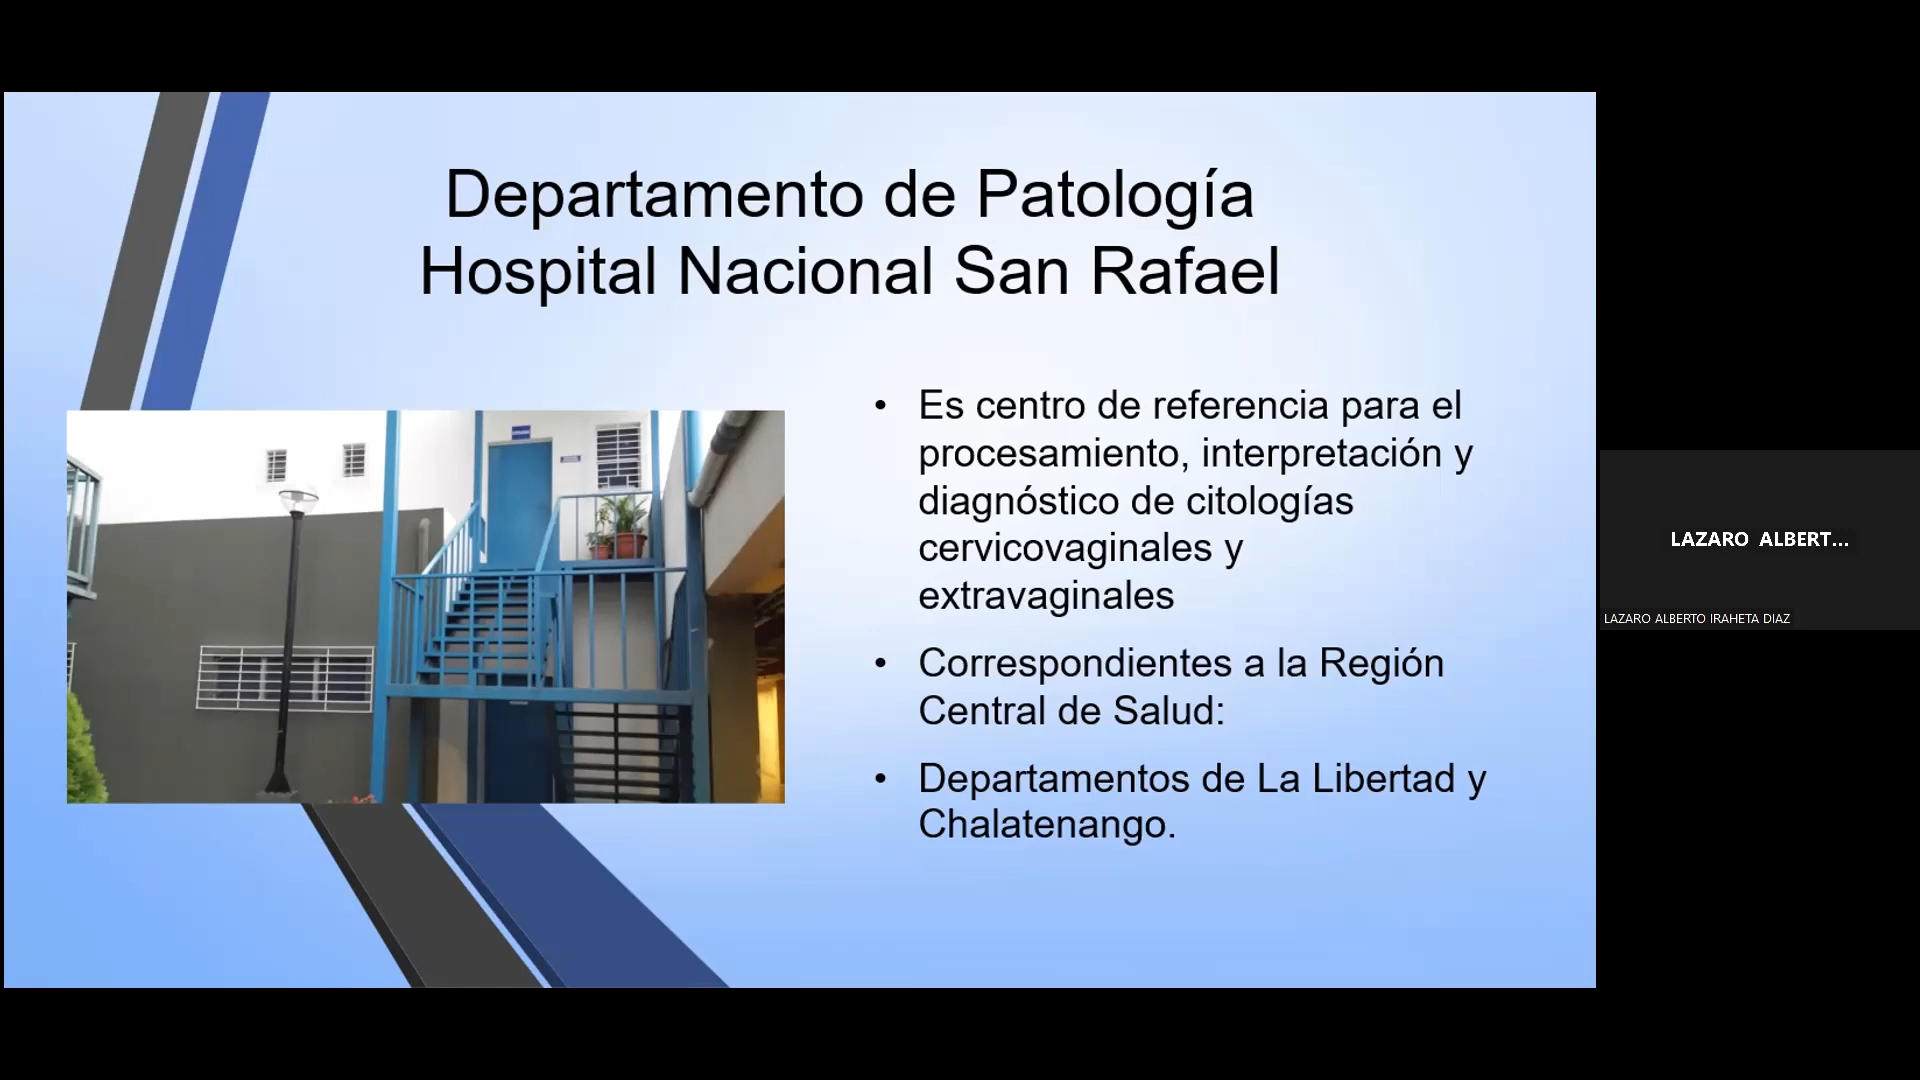 Departamento de Patología
Hospital Nacional San Rafael
• Es centro de referencia para el
procesamiento, interpretación y
diagnóstico de citologías
cervicovaginales y
extravaginales
• Correspondientes a la Región
Central de Salud:
• Departamentos de La Libertad y
Chalatenango.
LAZARO ALBERT...
LAZARO ALBERTO IRAHETA DIAZ